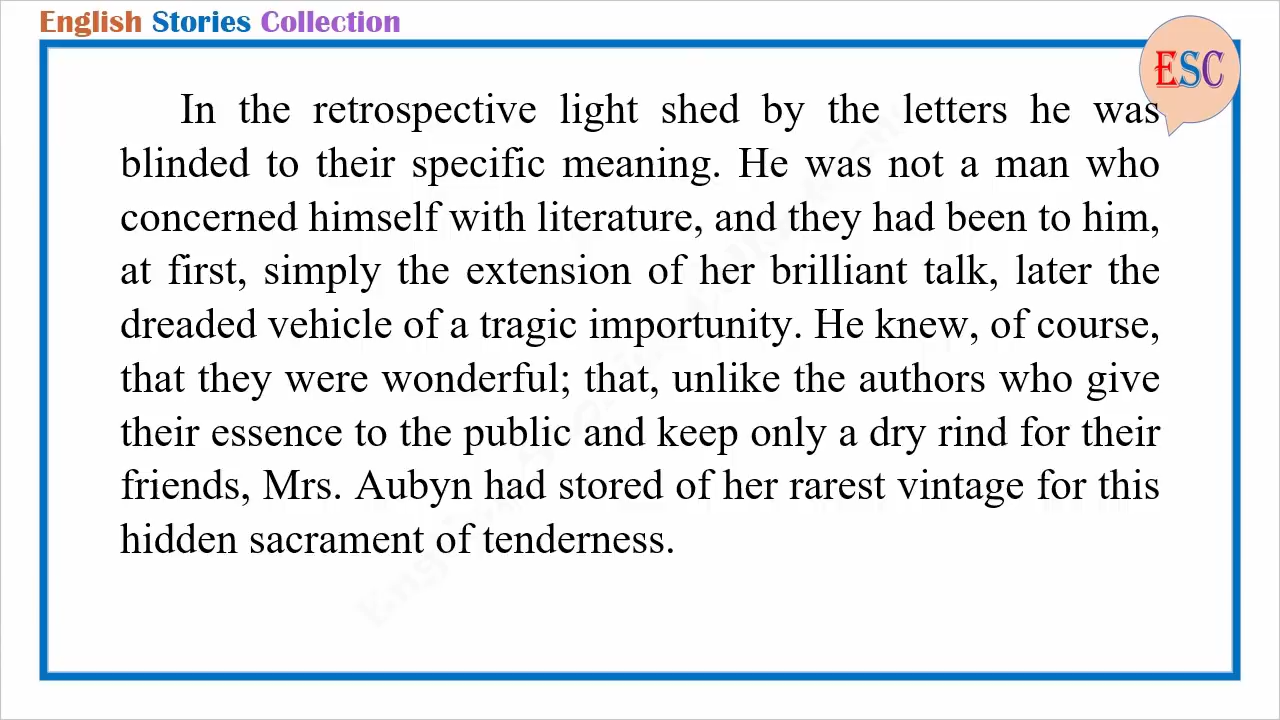 English Stories Collection
ESC
In the retrospective light shed by the letters he was
blinded to their specific meaning. He was not a man who
concerned himself with literature, and they had been to him,
at first, simply the extension of her brilliant talk, later the
dreaded vehicle of a tragic importunity. He knew, of course,
that they were wonderful; that, unlike the authors who give
their essence to the public and keep only a dry rind for their
friends, Mrs. Aubyn had stored of her rarest vintage for this
hidden sacrament of tenderness.